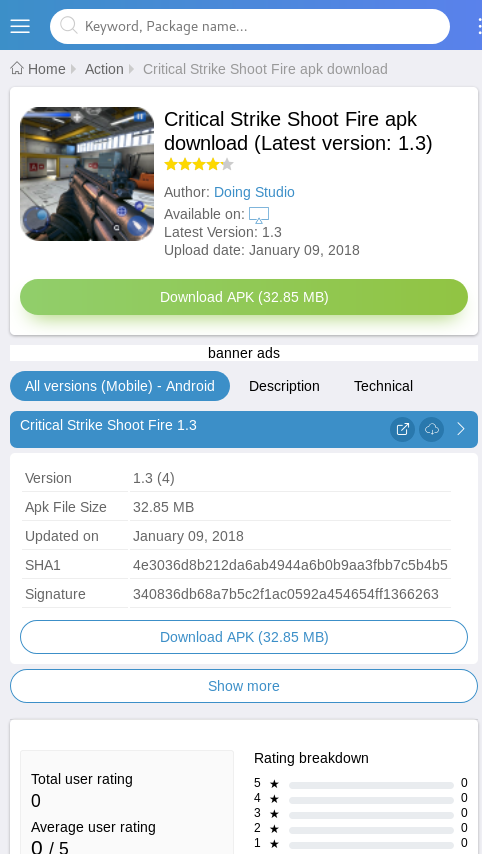 Keyword, Package name...
Home
Action
Critical Strike Shoot Fire apk download
Critical Strike Shoot Fire apk
download (Latest version: 1.3)
Author: Doing Studio
Available on:
Latest Version: 1.3
Upload date: January 09, 2018
Download APK (32.85 MB)
banner ads
All versions (Mobile) - Android
Description
Technical
Critical Strike Shoot Fire 1.3
Version 1.3 (4)
Apk File Size 32.85 MB
Updated on January 09, 2018
SHA1 4e3036d8b212da6ab4944a6b0b9aa3fbb7c5b4b5
Signature 340836db68a7b5c2f1ac0592a454654ff1366263
Download APK (32.85 MB)
Show more
Total user rating
0
Average user rating
0 / 5
Rating breakdown
5 ★ 0
4 ★ 0
3 ★ 0
2 ★ 0
1 ★ 0